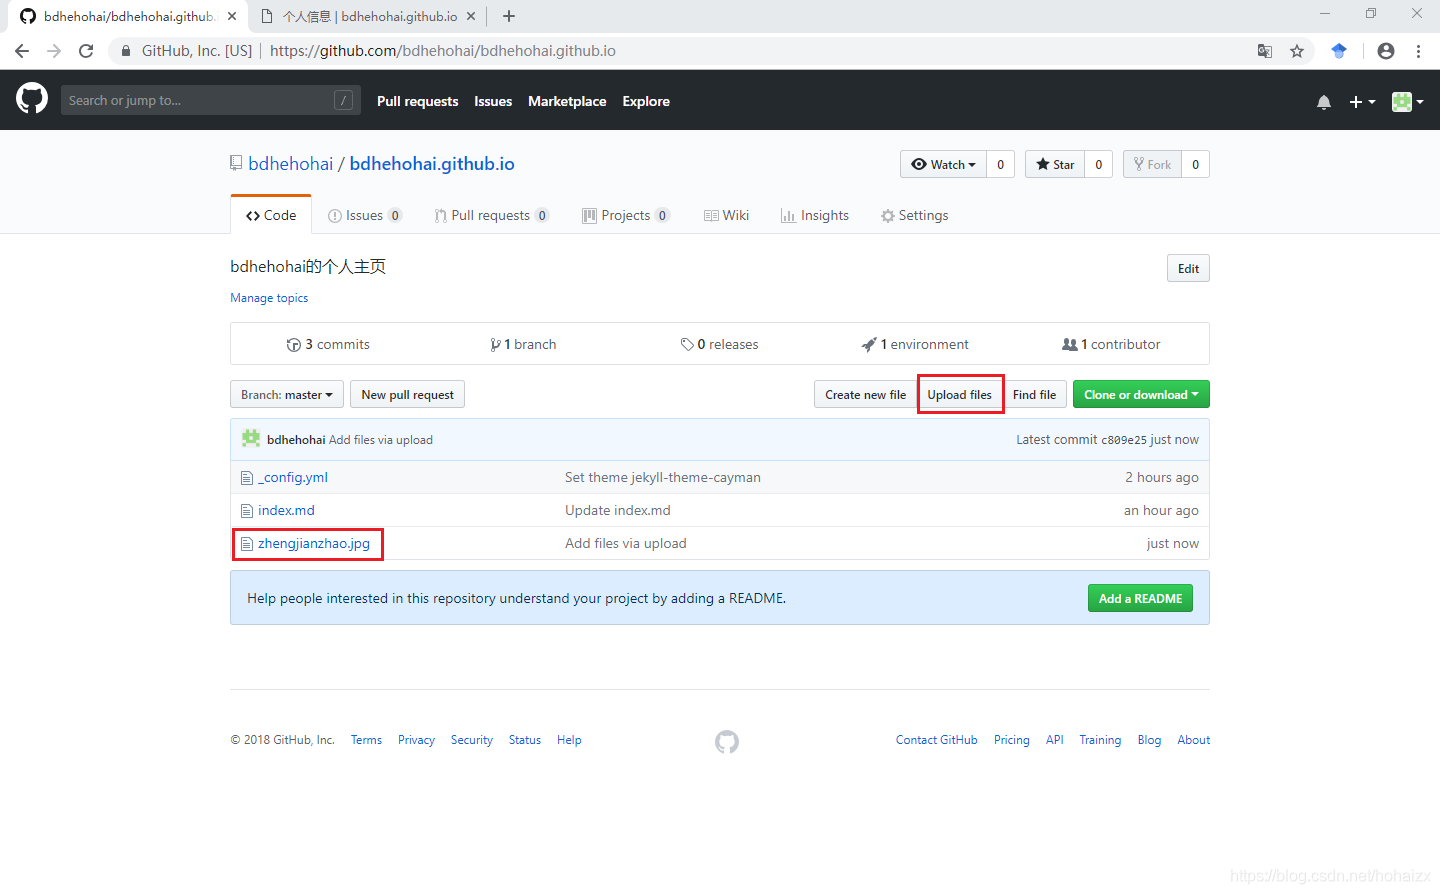 bdhehohai/bdhehohai.github.
个人信息 | bdhehohai.github.io
GitHub, Inc. [US] | https://github.com/bdhehohai/bdhehohai.github.io
Search or jump to... / Pull requests Issues Marketplace Explore
bdhehohai / bdhehohai.github.io
Watch 0 Star 0 Fork 0
Code Issues 0 Pull requests 0 Projects 0 Wiki Insights Settings
bdhehohai的个人主页 Edit
Manage topics
3 commits 1 branch 0 releases 1 environment 1 contributor
Branch: master New pull request Create new file Upload files Find file Clone or download
bdhehohai Add files via upload Latest commit c809e25 just now
_config.yml Set theme jekyll-theme-cayman 2 hours ago
index.md Update index.md an hour ago
zhengjianzhao.jpg Add files via upload just now
Help people interested in this repository understand your project by adding a README. Add a README
© 2018 GitHub, Inc. Terms Privacy Security Status Help Contact GitHub Pricing API Training Blog About
https://blog.csdn.net/hohaizx